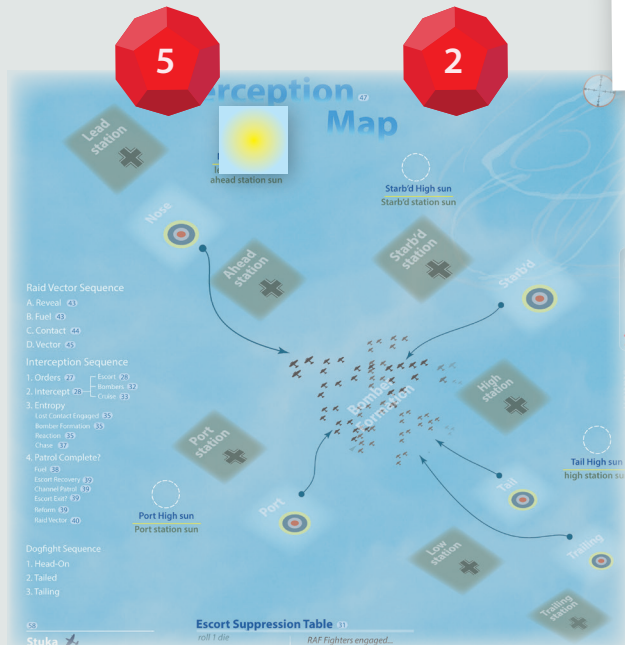 5
2
erception 47
Map
Lead
station
ahead station sun
Starb'd High sun
Starb'd station sun
Nose
Ahead
station
Starb'd
station
Starb'd
Raid Vector Sequence
A. Reveal 43
B. Fuel 43
C. Contact 44
D. Vector 45
Interception Sequence
1. Orders 27
2. Intercept 28
Escort 28
Bombers 32
Cruise 33
3. Entropy
Lost Contact Engaged 35
Bomber Formation 35
Reaction 35
Chase 37
4. Patrol Complete?
Fuel 38
Escort Recovery 39
Channel Patrol 39
Escort Exit? 39
Reform 39
Raid Vector 40
Bomber
Formation
High
station
Port
station
Tail High sun
high station su
Port High sun
Port station sun
Port
Tail
Low
station
Trailing
Trailing
station
Dogfight Sequence
1. Head-On
2. Tailed
3. Tailing
58
Stuka
Escort Suppression Table 31
roll 1 die
RAF Fighters engaged...